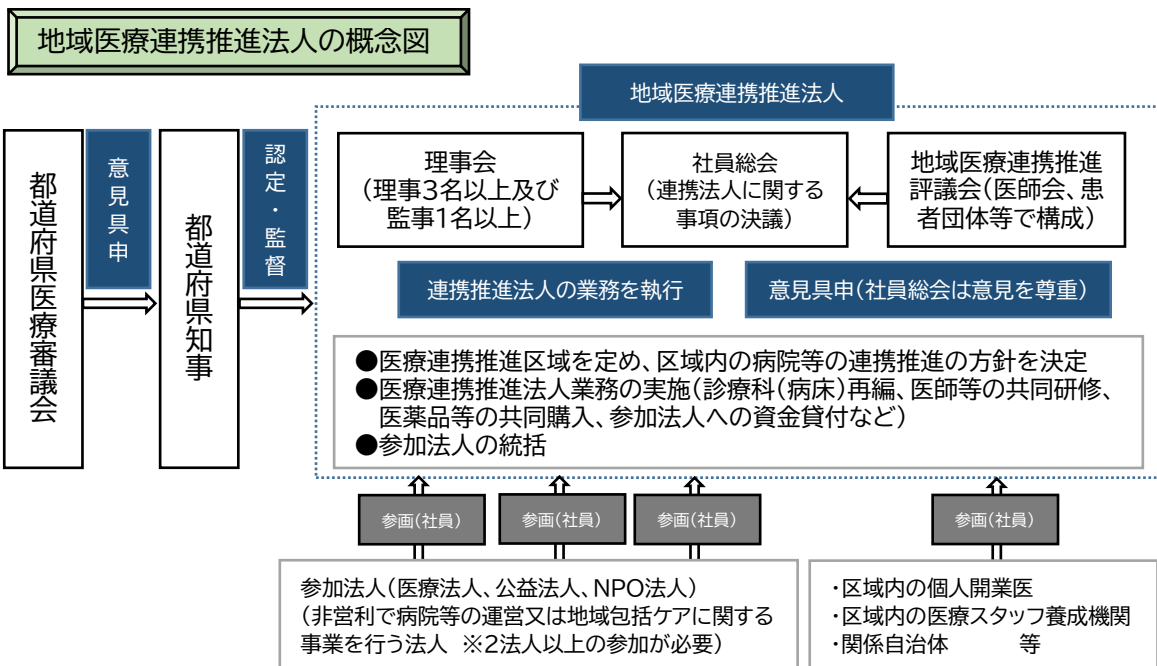 地域医療連携推進法人の概念図
地域医療連携推進法人
都道府県医療審議会
意見具申
都道府県知事
認定・監督
理事会
(理事3名以上及び
監事1名以上)
社員総会
(連携法人に関する
事項の決議)
地域医療連携推進
評議会(医師会、患
者団体等で構成)
連携推進法人の業務を執行
意見具申(社員総会は意見を尊重)
●医療連携推進区域を定め、区域内の病院等の連携推進の方針を決定
●医療連携推進法人業務の実施(診療科(病床)再編、医師等の共同研修、
医薬品等の共同購入、参加法人への資金貸付など)
●参加法人の統括
参画(社員)
参画(社員)
参画(社員)
参画(社員)
参加法人(医療法人、公益法人、NPO法人)
(非営利で病院等の運営又は地域包括ケアに関する
事業を行う法人 ※2法人以上の参加が必要)
・区域内の個人開業医
・区域内の医療スタッフ養成機関
・関係自治体 等